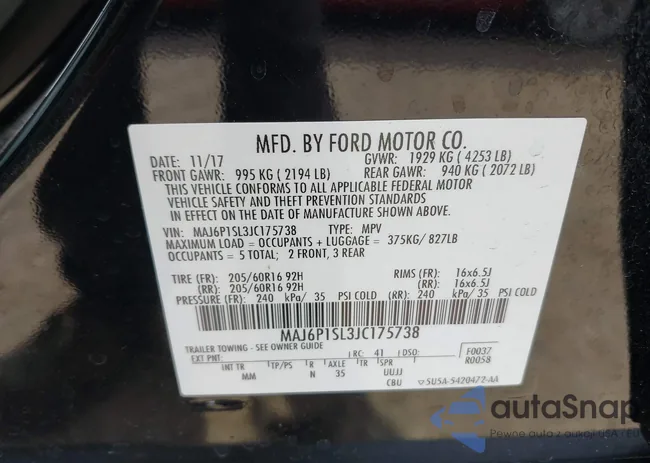 MFD. BY FORD MOTOR CO.
DATE: 11/17 GVWR: 1929 KG ( 4253 LB)
FRONT GAWR: 995 KG ( 2194 LB) REAR GAWR: 940 KG ( 2072 LB)
THIS VEHICLE CONFORMS TO ALL APPLICABLE FEDERAL MOTOR
VEHICLE SAFETY AND THEFT PREVENTION STANDARDS
IN EFFECT ON THE DATE OF MANUFACTURE SHOWN ABOVE.
VIN: MAJ6P1SL3JC175738 TYPE: MPV
MAXIMUM LOAD = OCCUPANTS + LUGGAGE = 375KG/ 827LB
OCCUPANTS = 5 TOTAL; 2 FRONT, 3 REAR
TIRE (FR): 205/60R16 92H RIMS (FR): 16x6.5J
(RR): 205/60R16 92H (RR): 16x6.5J
PRESSURE (FR): 240 kPa/ 35 PSI COLD (RR): 240 kPa/ 35 PSI COLD
MAJ6P1SL3JC175738
TRAILER TOWING - SEE OWNER GUIDE
EXT PNT: RC: 41 DSO: F0037
R0058
INT TR TP/PS R AXLE TR SPR
MM N 35 UUJJ
CBU 5U5A-5420472-AA
autoSnap
Pewne auto z aukcji USA - EU